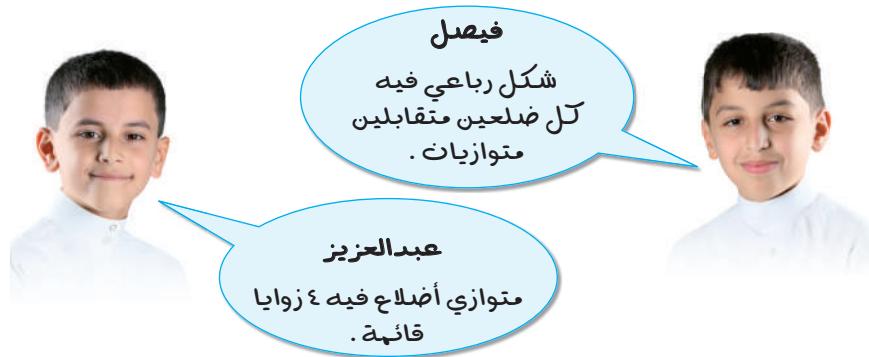 فيصل
شكل رباعي فيه
كل ضلعين متقابلين
متوازيان .
عبدالعزيز
متوازي أضلاع فيه ٤ زوايا
قائمة .